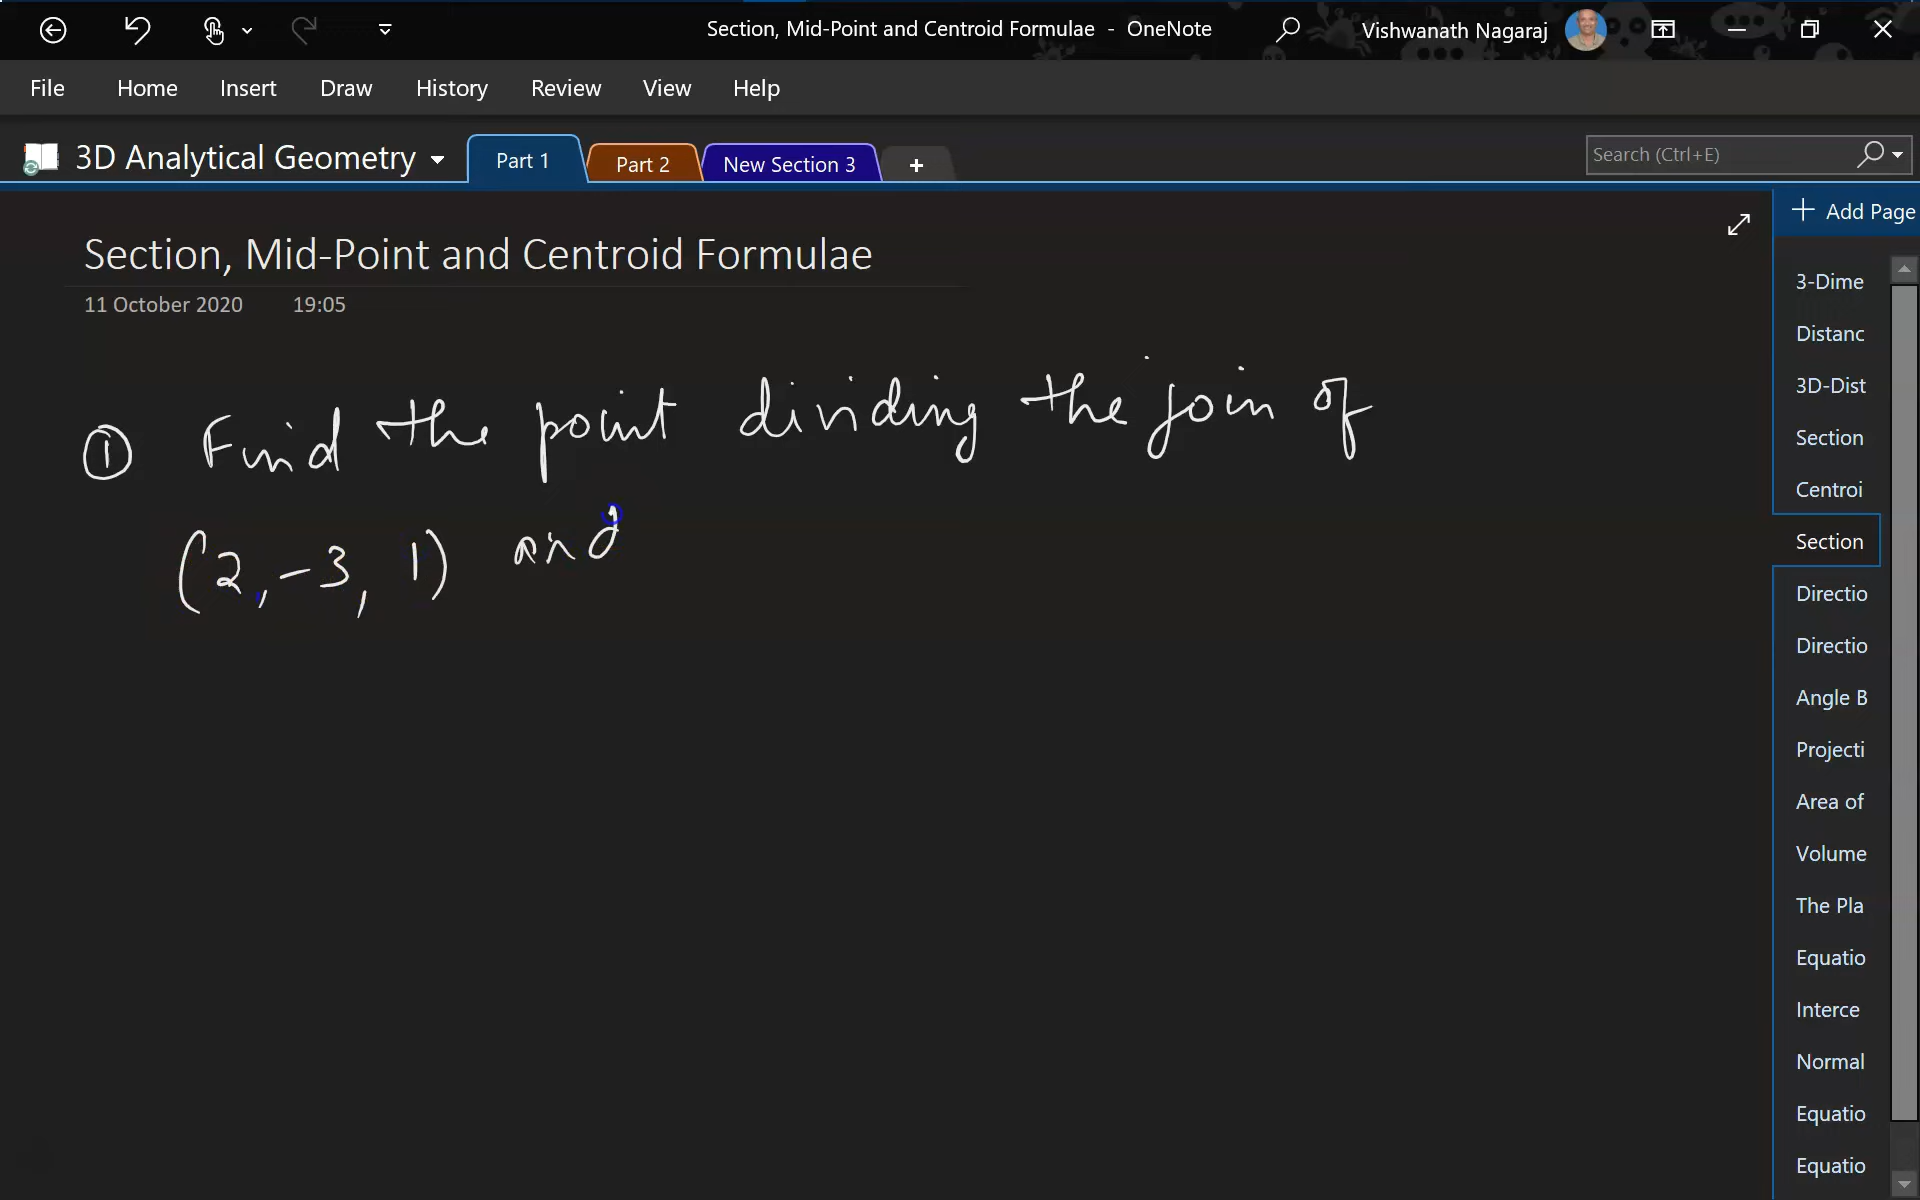 Section, Mid-Point and Centroid Formulae - OneNote
Vishwanath Nagaraj
File Home Insert Draw History Review View Help
3D Analytical Geometry
Part 1
Part 2
New Section 3
+
Search (Ctrl+E)
Add Page
Section, Mid-Point and Centroid Formulae
11 October 2020 19:05
① Find the point dividing the join of
(2, -3, 1) and
3-Dime
Distanc
3D-Dist
Section
Centroi
Section
Directio
Directio
Angle B
Projecti
Area of
Volume
The Pla
Equatio
Interce
Normal
Equatio
Equatio